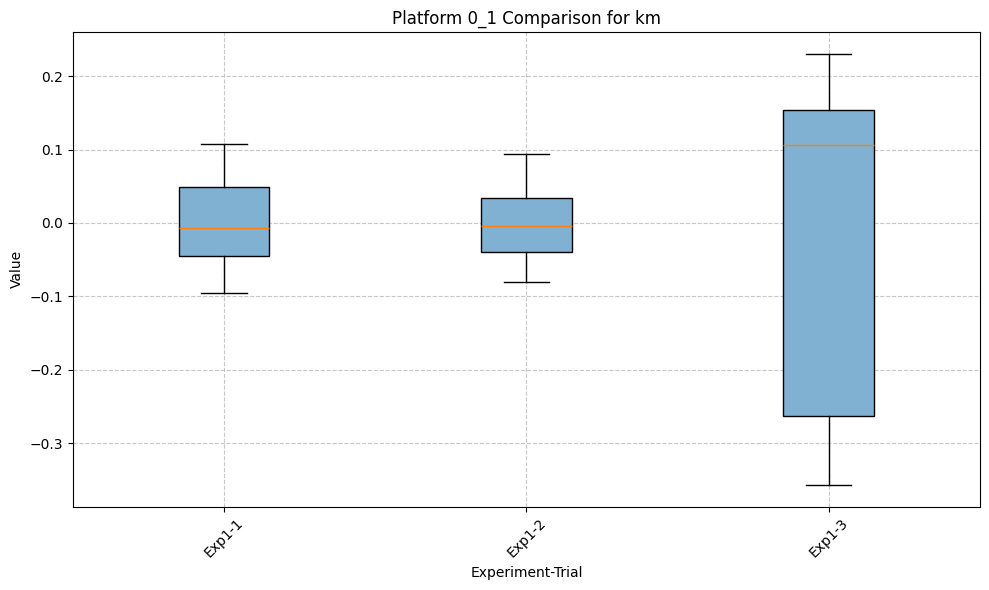 Platform 0_1 Comparison for km
Value
0.2
0.1
0.0
−0.1
−0.2
−0.3
Exp1-1
Exp1-2
Exp1-3
Experiment-Trial